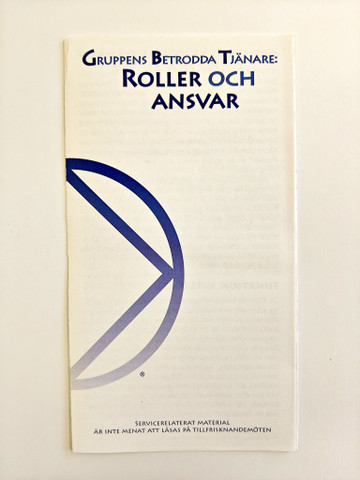 GRUPPENS BETRODDA TJÄNARE:
ROLLER OCH
ANSVAR
®
SERVICERELATERAT MATERIAL
ÄR INTE MENAT ATT LÄSAS PÅ TILLFRISKNANDEMÖTEN